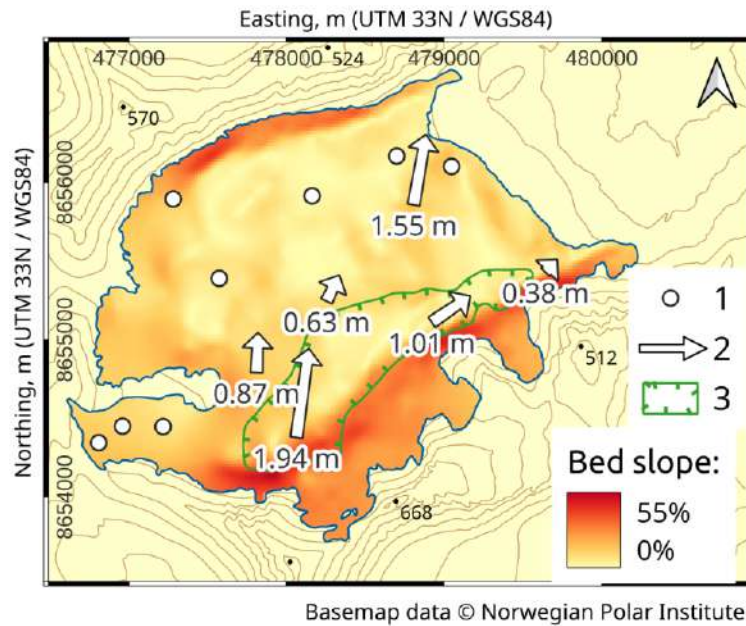 Easting, m (UTM 33N / WGS84)
477000 478000 479000 480000
524
570
Northing, m (UTM 33N / WGS84)
8656000
8655000
8654000
1.55 m
0.38 m
0.63 m
1.01 m
0.87 m
1.94 m
512
668
1
2
3
Bed slope:
55%
0%
Basemap data © Norwegian Polar Institute